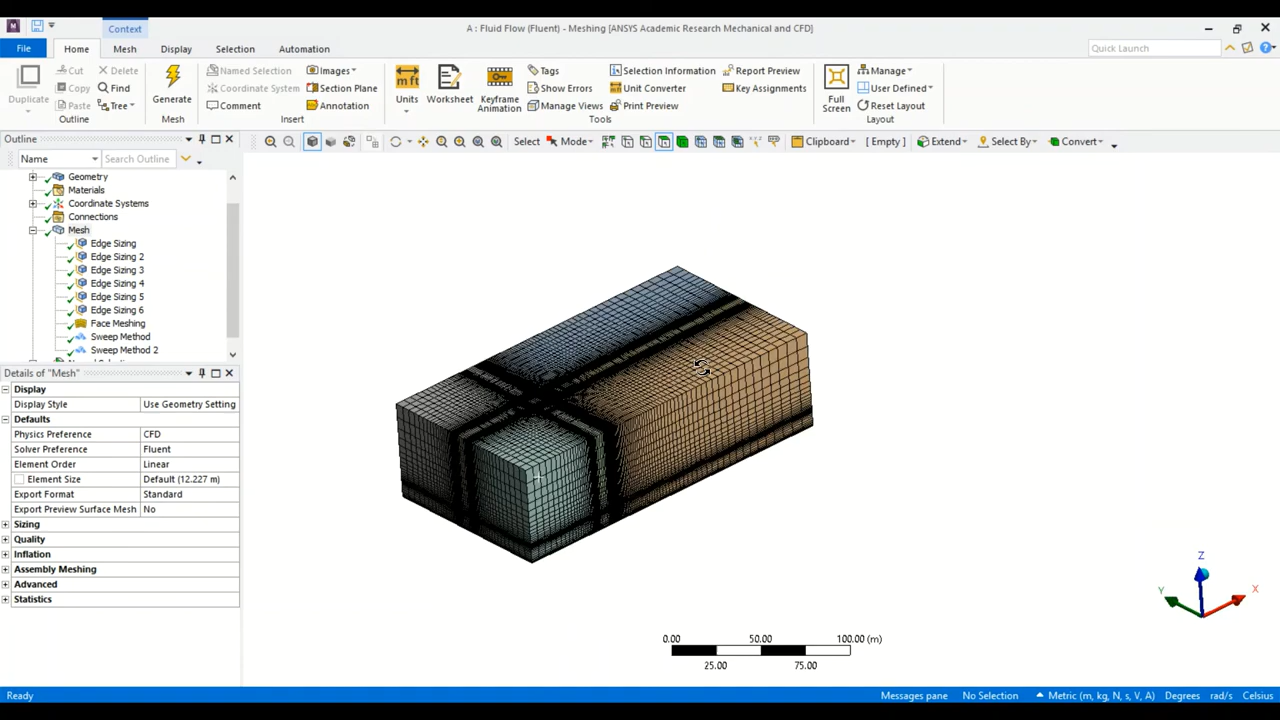 Context
A : Fluid Flow (Fluent) - Meshing [ANSYS Academic Research Mechanical and CFD]
File Home Mesh Display Selection Automation Quick Launch
Duplicate Cut Copy Paste Delete Find Tree Outline
Generate Mesh
Named Selection Coordinate System Comment Images Section Plane Annotation Insert
Units Worksheet Keyframe Animation Tags Show Errors Manage Views Selection Information Unit Converter Print Preview Report Preview Key Assignments Tools
Full Screen Manage User Defined Reset Layout Layout
Outline
Select Mode Clipboard [ Empty ] Extend Select By Convert
Name Search Outline
Geometry
Materials
Coordinate Systems
Connections
Mesh
Edge Sizing
Edge Sizing 2
Edge Sizing 3
Edge Sizing 4
Edge Sizing 5
Edge Sizing 6
Face Meshing
Sweep Method
Sweep Method 2
Details of "Mesh"
Display
Display Style Use Geometry Setting
Defaults
Physics Preference CFD
Solver Preference Fluent
Element Order Linear
Element Size Default (12.227 m)
Export Format Standard
Export Preview Surface Mesh No
Sizing
Quality
Inflation
Assembly Meshing
Advanced
Statistics
Z
Y X
0.00 50.00 100.00 (m)
25.00 75.00
Ready Messages pane No Selection Metric (m, kg, N, s, V, A) Degrees rad/s Celsius